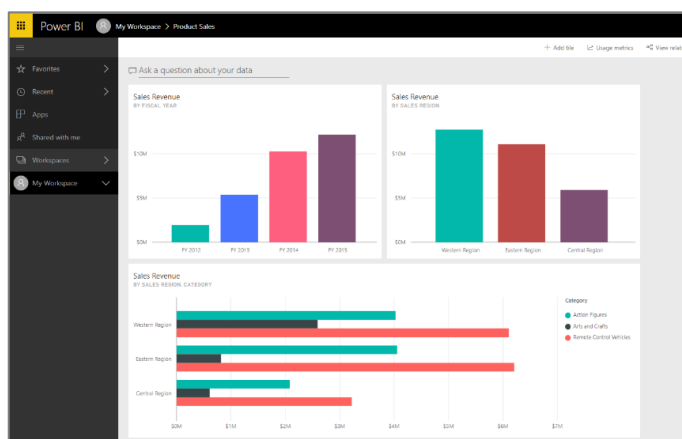 Power BI
My Workspace > Product Sales
+ Add tile
Usage metrics
View rela
Favorites
Recent
Apps
Shared with me
Workspaces
My Workspace
Ask a question about your data
Sales Revenue
BY FISCAL YEAR
$10M
$5M
$0M
FY 2012
FY 2013
FY 2014
FY 2015
Sales Revenue
BY SALES REGION
$10M
$5M
$0M
Western Region
Eastern Region
Central Region
Sales Revenue
BY SALES REGION, CATEGORY
Western Region
Eastern Region
Central Region
$0M
$1M
$2M
$3M
$4M
$5M
$6M
$7M
Category
Action Figures
Arts and Crafts
Remote Control Vehicles